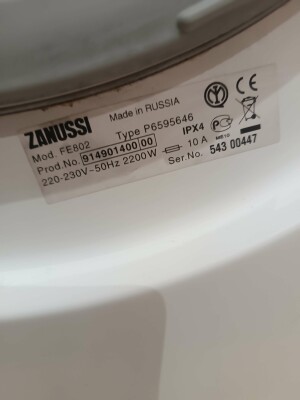 ZANUSSI
Made in RUSSIA
Mod. FE802
Type P6595646
IPX4
Prod.No. 914901400 00
220-230V~50Hz 2200W 10 A
Ser.No. 543 00447